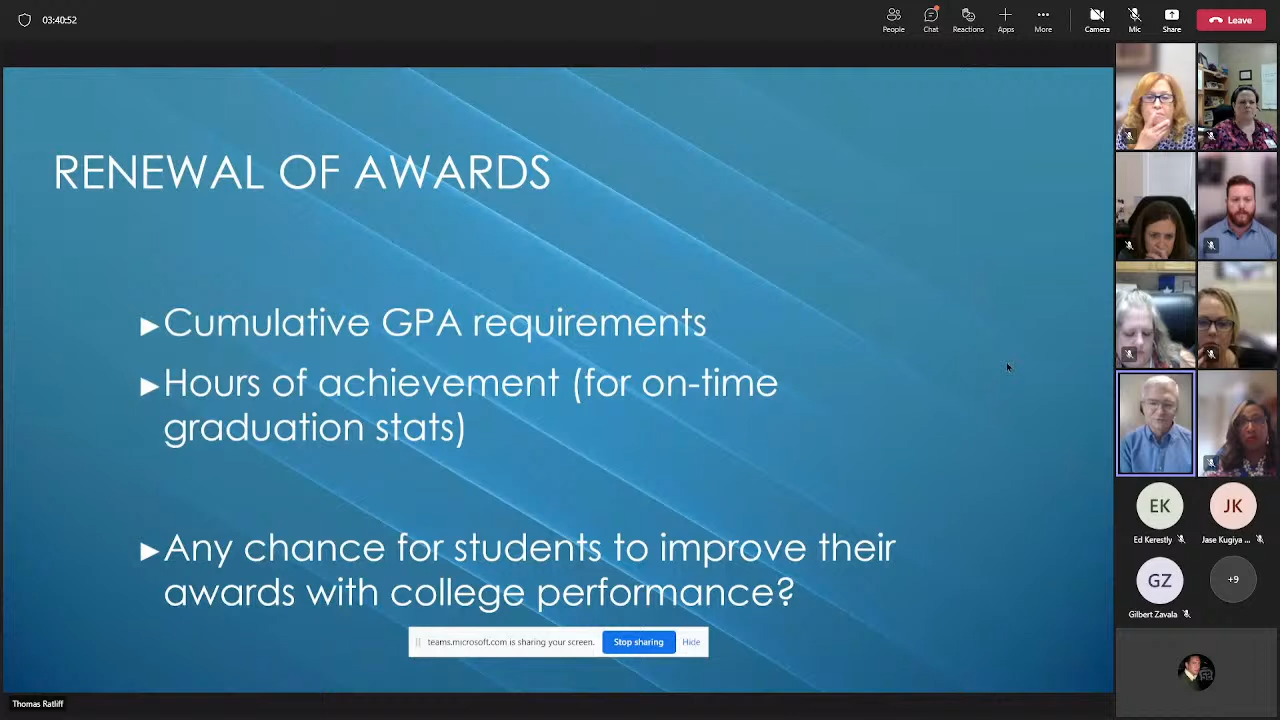 03:40:52
People
Chat
Reactions
Apps
More
Camera
Mic
Share
Leave
RENEWAL OF AWARDS
Cumulative GPA requirements
Hours of achievement (for on-time
graduation stats)
Any chance for students to improve their
awards with college performance?
teams.microsoft.com is sharing your screen.
Stop sharing
Hide
EK
JK
Ed Kerestly
Jase Kugiya ...
GZ
+9
Gilbert Zavala
Thomas Ratliff